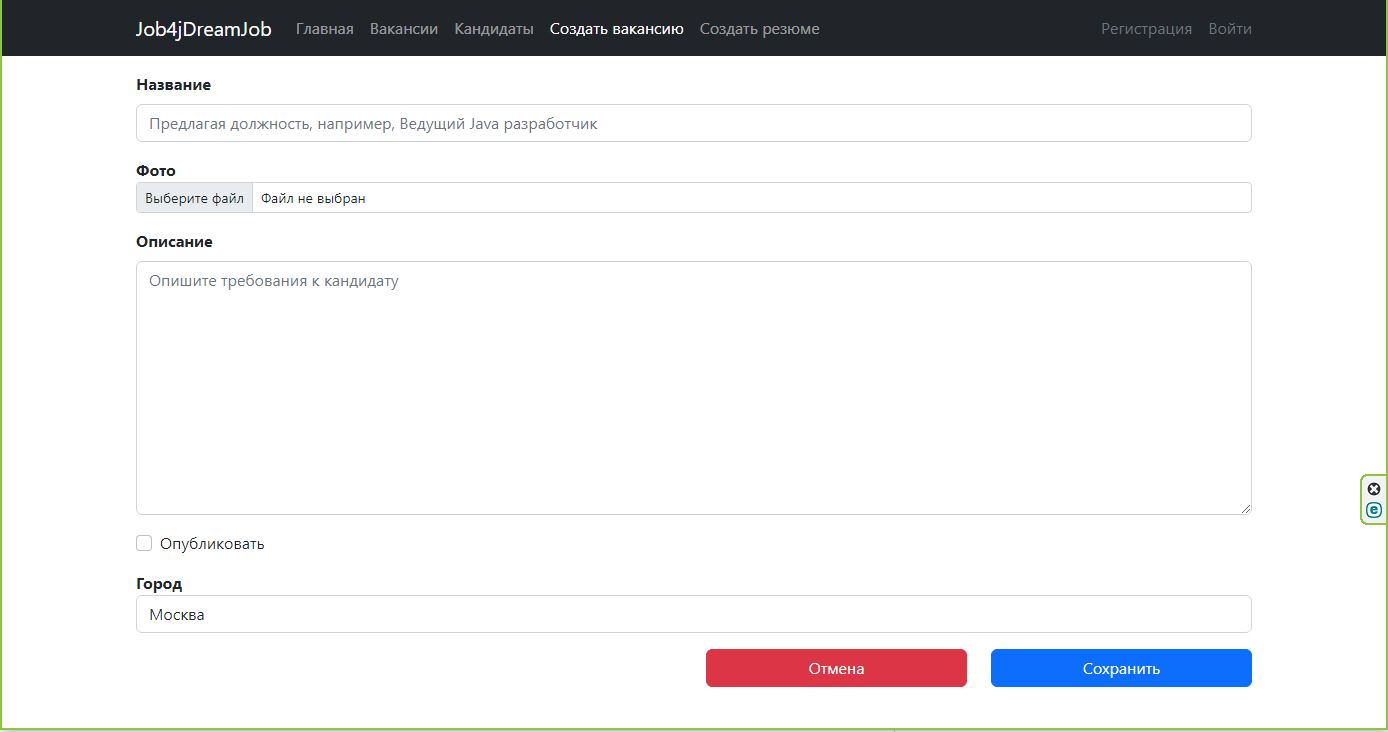 Job4jDreamJob Главная Вакансии Кандидаты Создать вакансию Создать резюме Регистрация Войти
Название
Предлагая должность, например, Ведущий Java разработчик
Фото
Выберите файл Файл не выбран
Описание
Опишите требования к кандидату
Опубликовать
Город
Москва
Отмена Сохранить